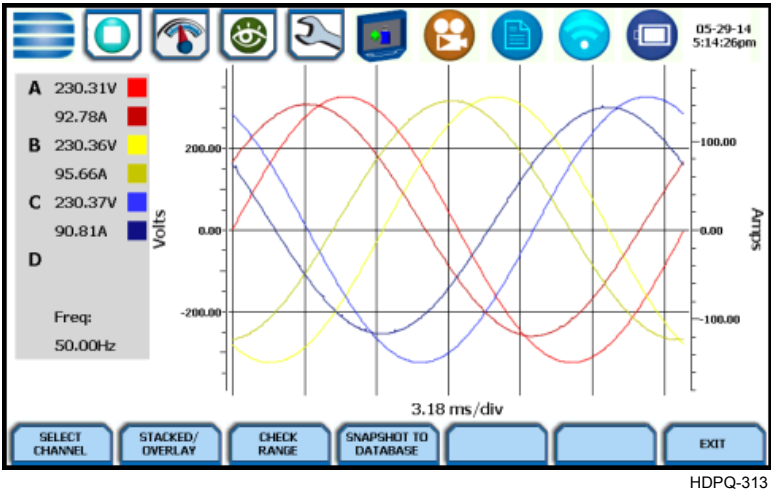 05-29-14
5:14:26pm
A 230.31V
92.78A
B 230.36V
95.66A
C 230.37V
90.81A
D
Freq:
50.00Hz
Volts
200.00
0.00
-200.00
100.00
0.00
-100.00
Amps
3.18 ms/div
SELECT CHANNEL
STACKED/ OVERLAY
CHECK RANGE
SNAPSHOT TO DATABASE
EXIT
HDPQ-313